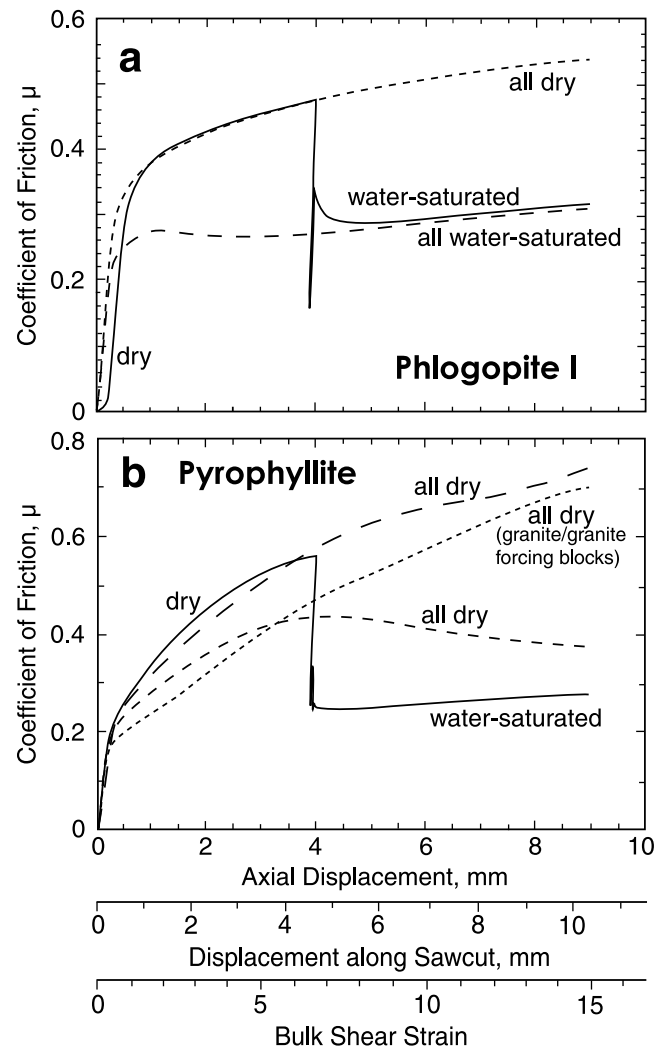 0.6
a
all dry
0.4
water-saturated
all water-saturated
0.2
dry
Phlogopite I
0
Coefficient of Friction, μ
0.8
b Pyrophyllite
all dry
0.6
all dry
(granite/granite
forcing blocks)
dry
0.4
all dry
0.2
water-saturated
0
Coefficient of Friction, μ
0 2 4 6 8 10
Axial Displacement, mm
0 2 4 6 8 10
Displacement along Sawcut, mm
0 5 10 15
Bulk Shear Strain